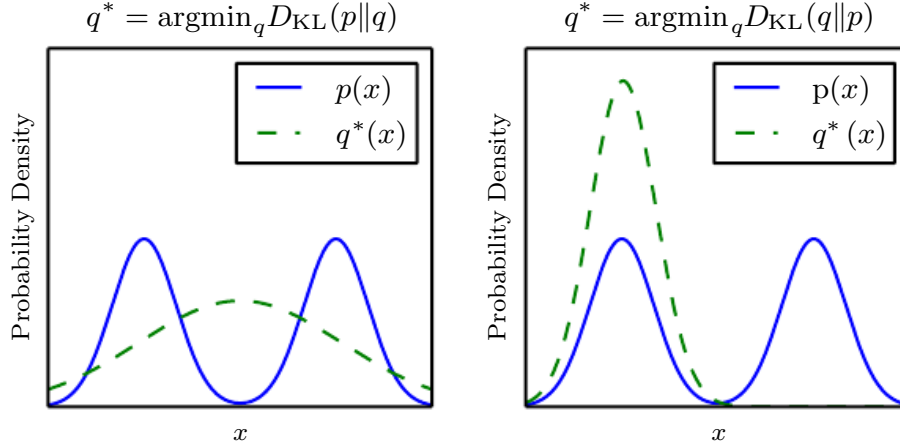 q* = argmin_q D_KL(p‖q)
p(x)
q*(x)
Probability Density
x
q* = argmin_q D_KL(q‖p)
p(x)
q* (x)
Probability Density
x